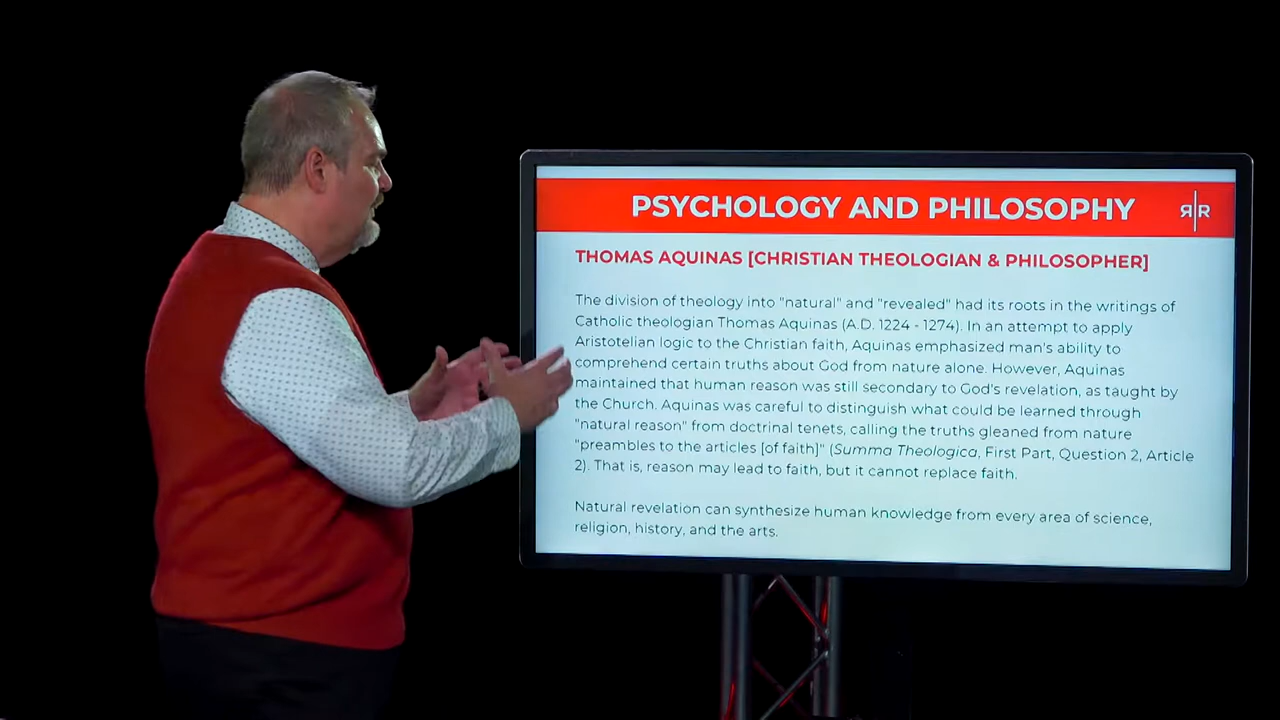 PSYCHOLOGY AND PHILOSOPHY
ЯR
THOMAS AQUINAS [CHRISTIAN THEOLOGIAN & PHILOSOPHER]
The division of theology into "natural" and "revealed" had its roots in the writings of
Catholic theologian Thomas Aquinas (A.D. 1224 - 1274). In an attempt to apply
Aristotelian logic to the Christian faith, Aquinas emphasized man's ability to
comprehend certain truths about God from nature alone. However, Aquinas
maintained that human reason was still secondary to God's revelation, as taught by
the Church. Aquinas was careful to distinguish what could be learned through
"natural reason" from doctrinal tenets, calling the truths gleaned from nature
"preambles to the articles [of faith]" (Summa Theologica, First Part, Question 2, Article
2). That is, reason may lead to faith, but it cannot replace faith.
Natural revelation can synthesize human knowledge from every area of science,
religion, history, and the arts.